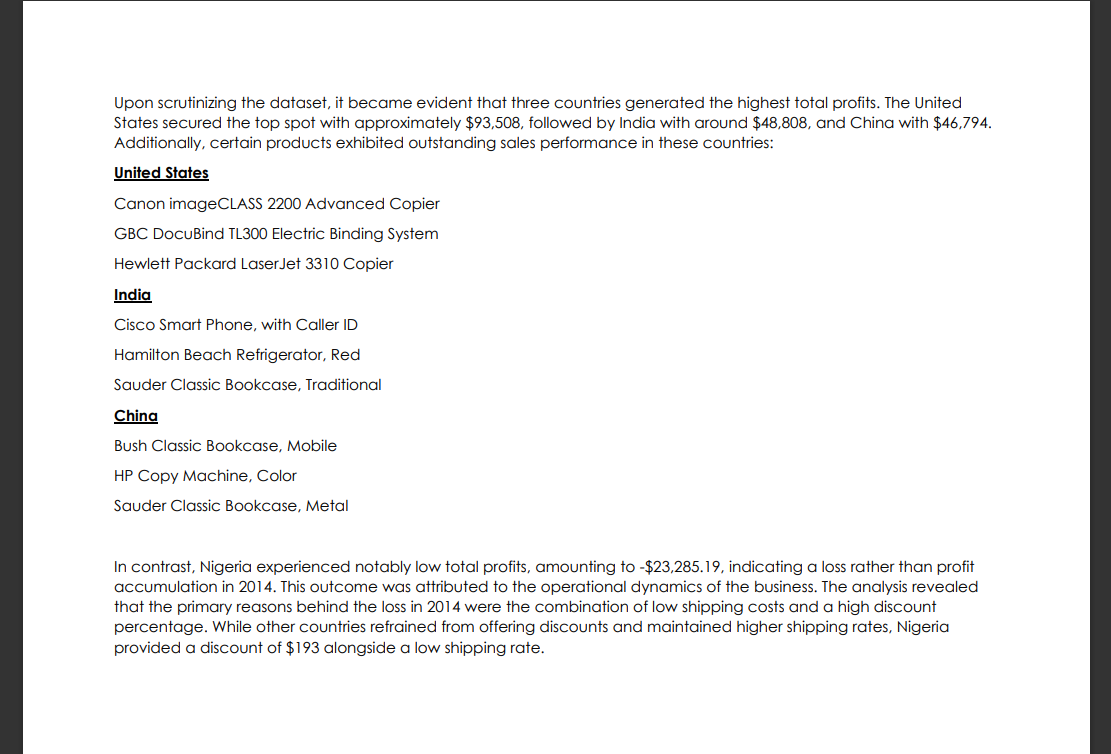 Upon scrutinizing the dataset, it became evident that three countries generated the highest total profits. The United
States secured the top spot with approximately $93,508, followed by India with around $48,808, and China with $46,794.
Additionally, certain products exhibited outstanding sales performance in these countries:
United States
Canon imageCLASS 2200 Advanced Copier
GBC DocuBind TL300 Electric Binding System
Hewlett Packard LaserJet 3310 Copier
India
Cisco Smart Phone, with Caller ID
Hamilton Beach Refrigerator, Red
Sauder Classic Bookcase, Traditional
China
Bush Classic Bookcase, Mobile
HP Copy Machine, Color
Sauder Classic Bookcase, Metal
In contrast, Nigeria experienced notably low total profits, amounting to -$23,285.19, indicating a loss rather than profit
accumulation in 2014. This outcome was attributed to the operational dynamics of the business. The analysis revealed
that the primary reasons behind the loss in 2014 were the combination of low shipping costs and a high discount
percentage. While other countries refrained from offering discounts and maintained higher shipping rates, Nigeria
provided a discount of $193 alongside a low shipping rate.